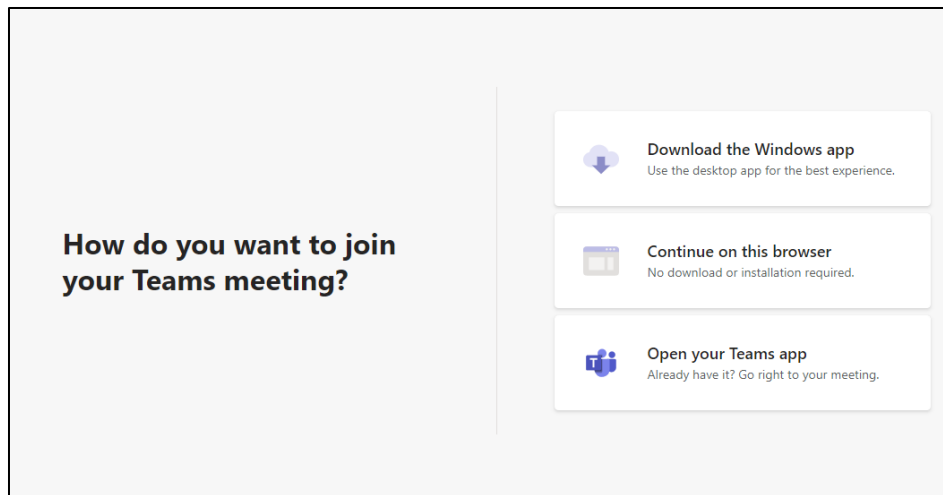 How do you want to join
your Teams meeting?
Download the Windows app
Use the desktop app for the best experience.
Continue on this browser
No download or installation required.
T
Open your Teams app
Already have it? Go right to your meeting.